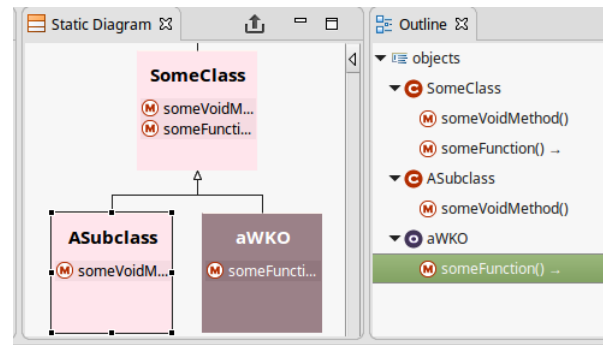 Static Diagram
SomeClass
someVoidM...
someFuncti...
ASubclass
someVoidM...
aWKO
someFuncti...
Outline
objects
SomeClass
someVoidMethod()
someFunction() →
ASubclass
someVoidMethod()
aWKO
someFunction() →